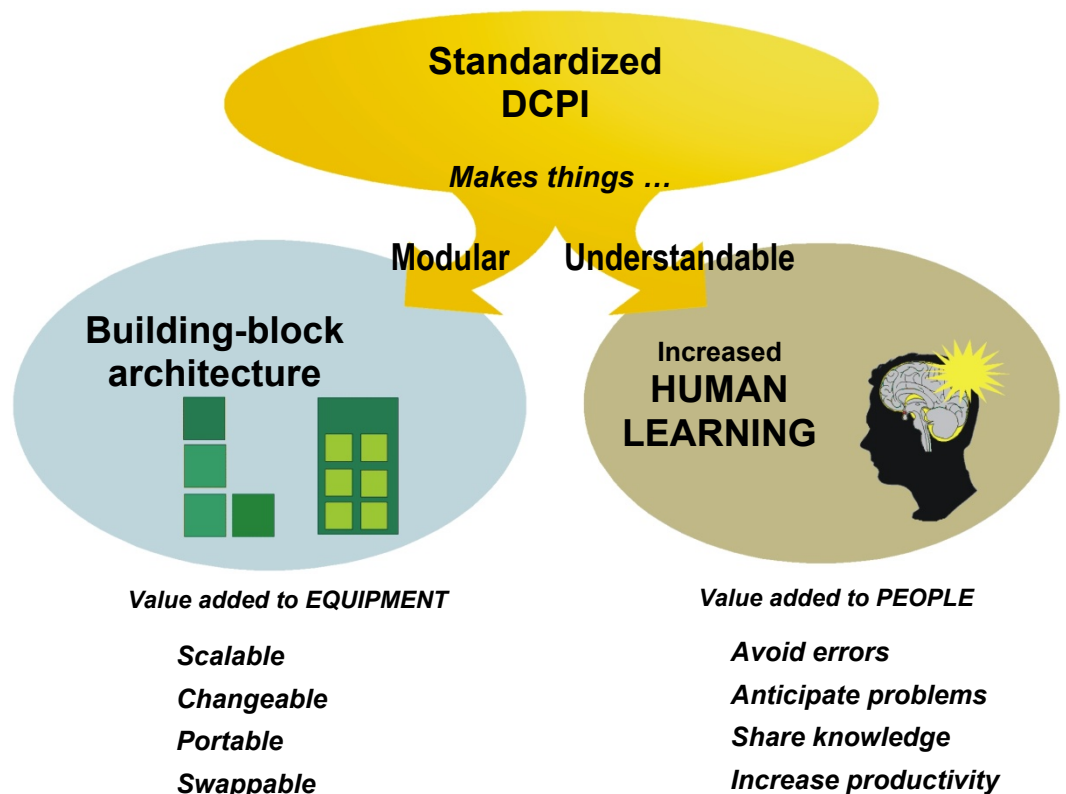 Standardized
DCPI
Makes things …
Modular
Understandable
Building-block
architecture
Increased
HUMAN
LEARNING
Value added to EQUIPMENT
Scalable
Changeable
Portable
Swappable
Value added to PEOPLE
Avoid errors
Anticipate problems
Share knowledge
Increase productivity